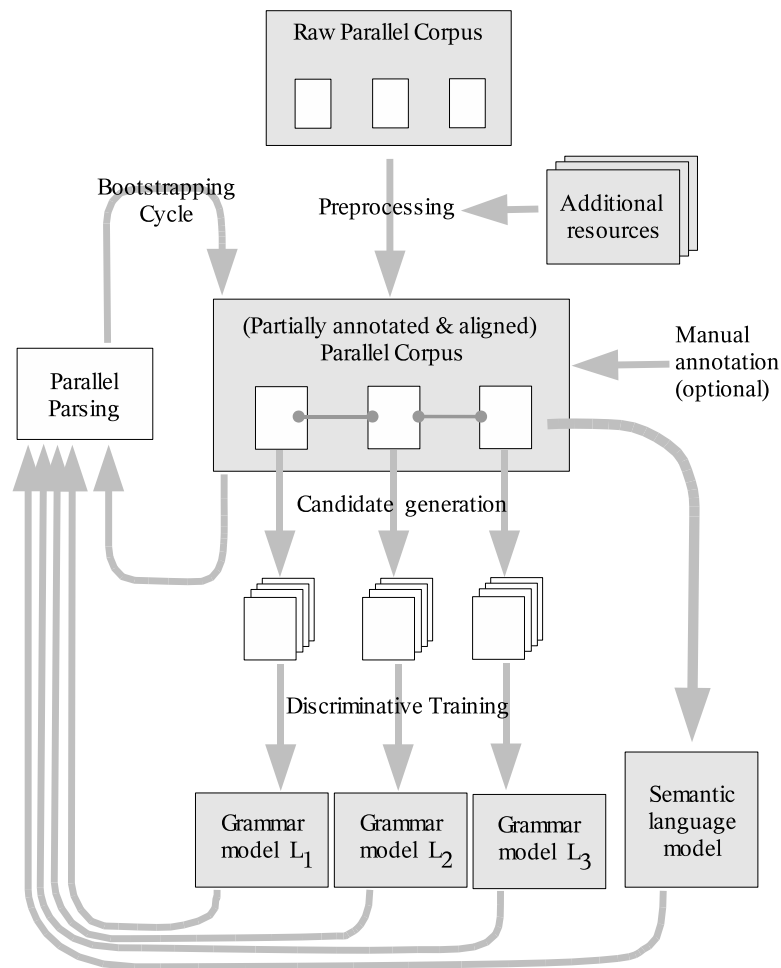 Raw Parallel Corpus
Bootstrapping
Cycle
Preprocessing
Additional
resources
(Partially annotated & aligned)
Parallel Corpus
Manual
annotation
(optional)
Parallel
Parsing
Candidate generation
Discriminative Training
Grammar
model L1
Grammar
model L2
Grammar
model L3
Semantic
language
model